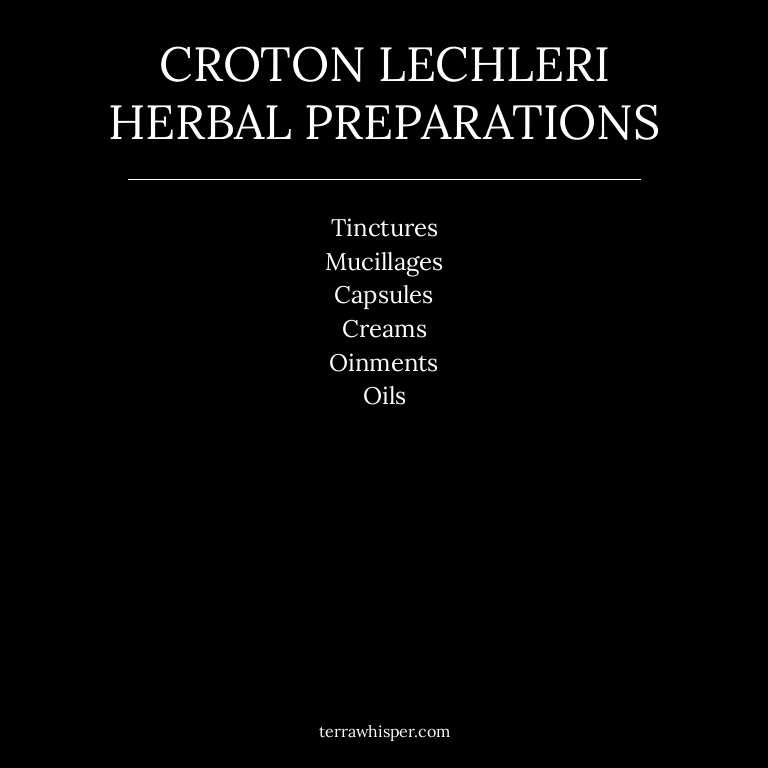 CROTON LECHLERI
HERBAL PREPARATIONS
Tinctures
Mucillages
Capsules
Creams
Oinments
Oils
terrawhisper.com